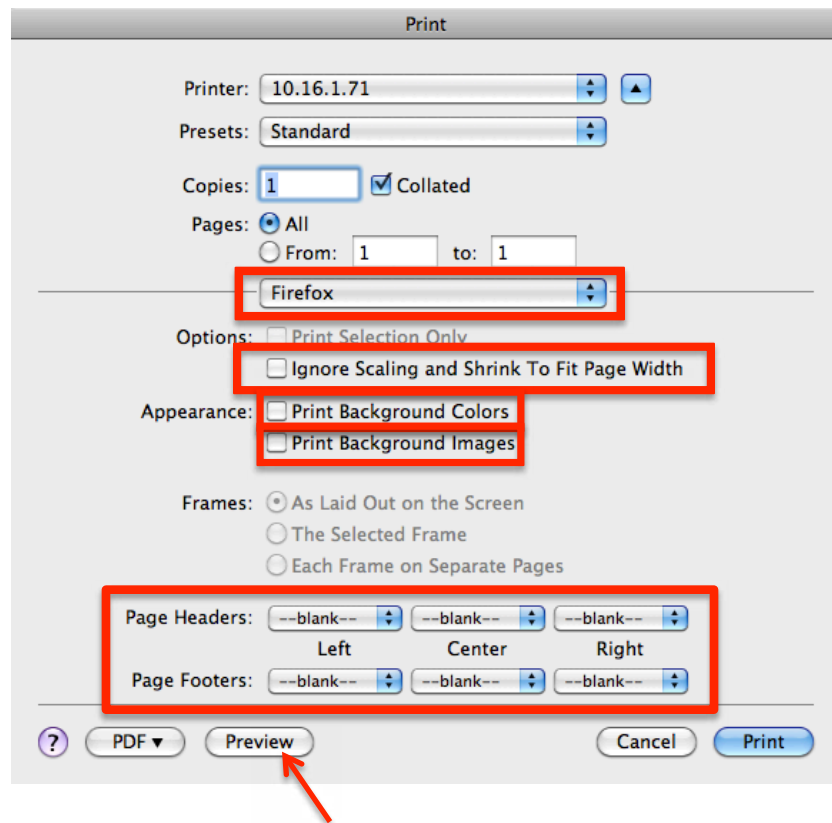 Print
Printer: 10.16.1.71
Presets: Standard
Copies: 1 Collated
Pages: All
From: 1 to: 1
Firefox
Options: Print Selection Only
Ignore Scaling and Shrink To Fit Page Width
Appearance: Print Background Colors
Print Background Images
Frames: As Laid Out on the Screen
The Selected Frame
Each Frame on Separate Pages
Page Headers: --blank-- --blank-- --blank--
Left Center Right
Page Footers: --blank-- --blank-- --blank--
? PDF ▾ Preview Cancel Print